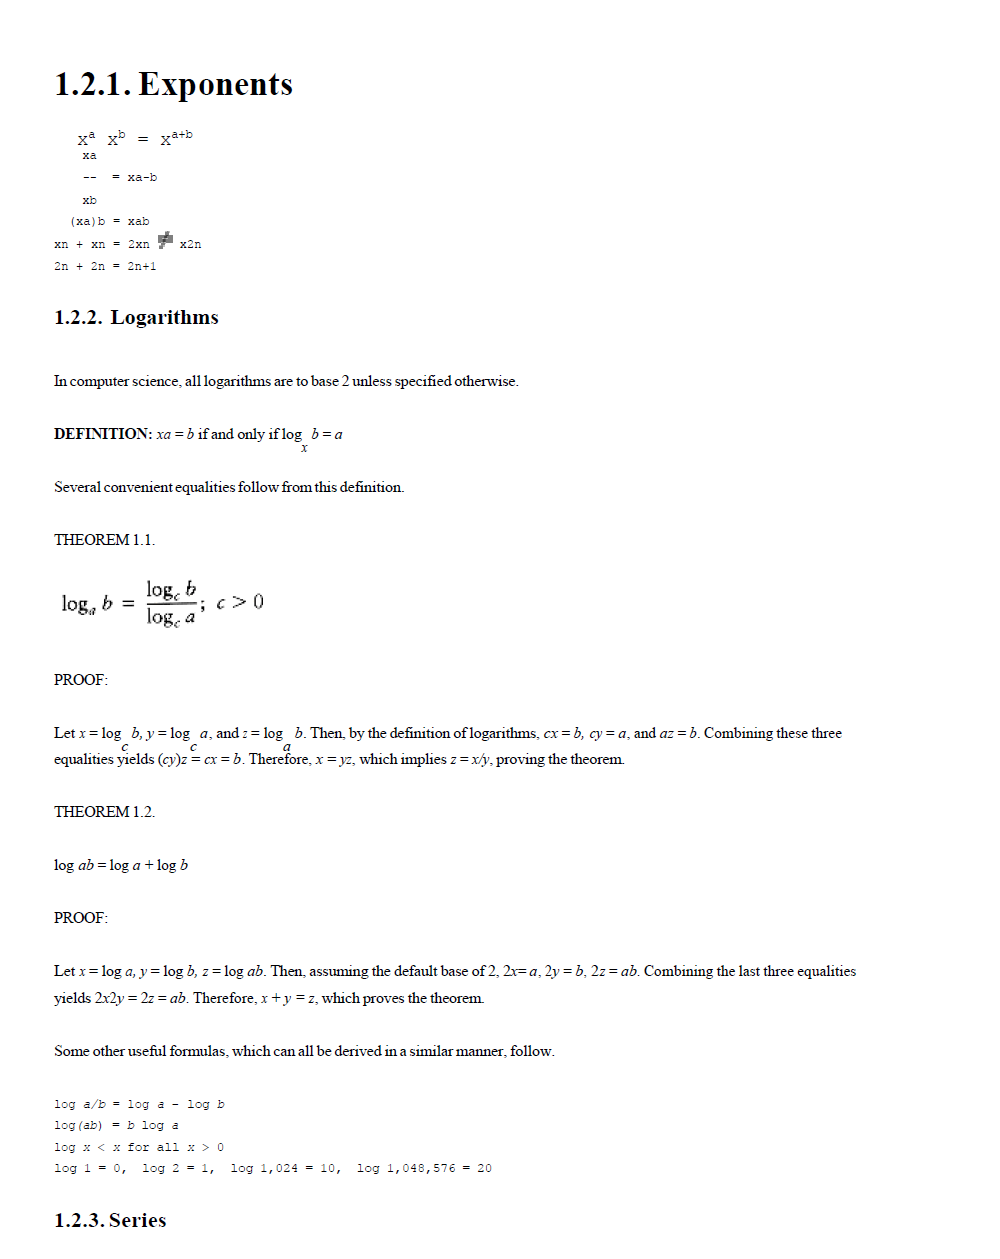 1.2.1. Exponents
xᵃ xᵇ = xᵃ⁺ᵇ
xa
-- = xa-b
xb
(xa)b = xab
xn + xn = 2xn ≠ x2n
2n + 2n = 2n+1
1.2.2. Logarithms
In computer science, all logarithms are to base 2 unless specified otherwise.
DEFINITION: xa = b if and only if logₓ b = a
Several convenient equalities follow from this definition.
THEOREM 1.1.
logₐ b = log_c b / log_c a ; c > 0
PROOF:
Let x = log_c b, y = log_c a, and z = logₐ b. Then, by the definition of logarithms, cx = b, cy = a, and az = b. Combining these three
equalities yields (cy)z = cx = b. Therefore, x = yz, which implies z = x/y, proving the theorem.
THEOREM 1.2.
log ab = log a + log b
PROOF:
Let x = log a, y = log b, z = log ab. Then, assuming the default base of 2, 2x= a, 2y = b, 2z = ab. Combining the last three equalities
yields 2x2y = 2z = ab. Therefore, x + y = z, which proves the theorem.
Some other useful formulas, which can all be derived in a similar manner, follow.
log a/b = log a - log b
log(ab) = b log a
log x < x for all x > 0
log 1 = 0, log 2 = 1, log 1,024 = 10, log 1,048,576 = 20
1.2.3. Series